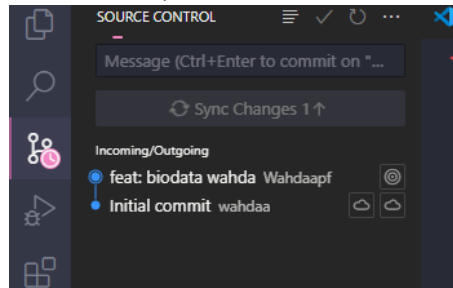 SOURCE CONTROL
Message (Ctrl+Enter to commit on "...
Sync Changes 1↑
Incoming/Outgoing
feat: biodata wahda Wahdaapf
Initial commit wahdaa